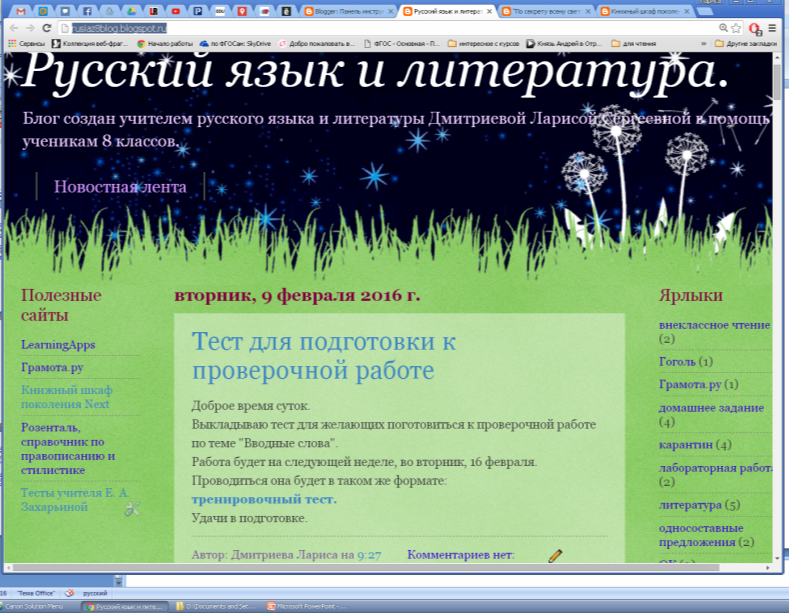 Blogger: Панель инстру
Русский язык и литера
"По секрету всему свет
Книжный шкаф покол
ruslaz8blog.blogspot.ru
Сервисы Коллекция веб-фраг... Начало работы по ФГОСам: SkyDrive Добро пожаловать в... ФГОС - Основная - П... интересное с курсов Князь Андрей в Отр... для чтения » Другие закладки
Русский язык и литература.
Блог создан учителем русского языка и литературы Дмитриевой Ларисой Сергеевной в помощь
ученикам 8 классов.
Новостная лента
Полезные
сайты
LearningApps
Грамота.ру
Книжный шкаф
поколения Next
Розенталь,
справочник по
правописанию и
стилистике
Тесты учителя Е. А.
Захарьиной
вторник, 9 февраля 2016 г.
Тест для подготовки к
проверочной работе
Доброе время суток.
Выкладываю тест для желающих поготовиться к проверочной работе
по теме "Вводные слова".
Работа будет на следующей неделе, во вторник, 16 февраля.
Проводиться она будет в таком же формате:
тренировочный тест.
Удачи в подготовке.
Автор: Дмитриева Лариса на 9:27 Комментариев нет:
Ярлыки
внеклассное чтение
(2)
Гоголь (1)
Грамота.ру (1)
домашнее задание
(4)
карантин (4)
лабораторная работа
(2)
литература (5)
односоставные
предложения (2)
16 "Тема Office" русский
Canon Solution Menu Русский язык и лите... D:\Documents and Set... Microsoft PowerPoint -...